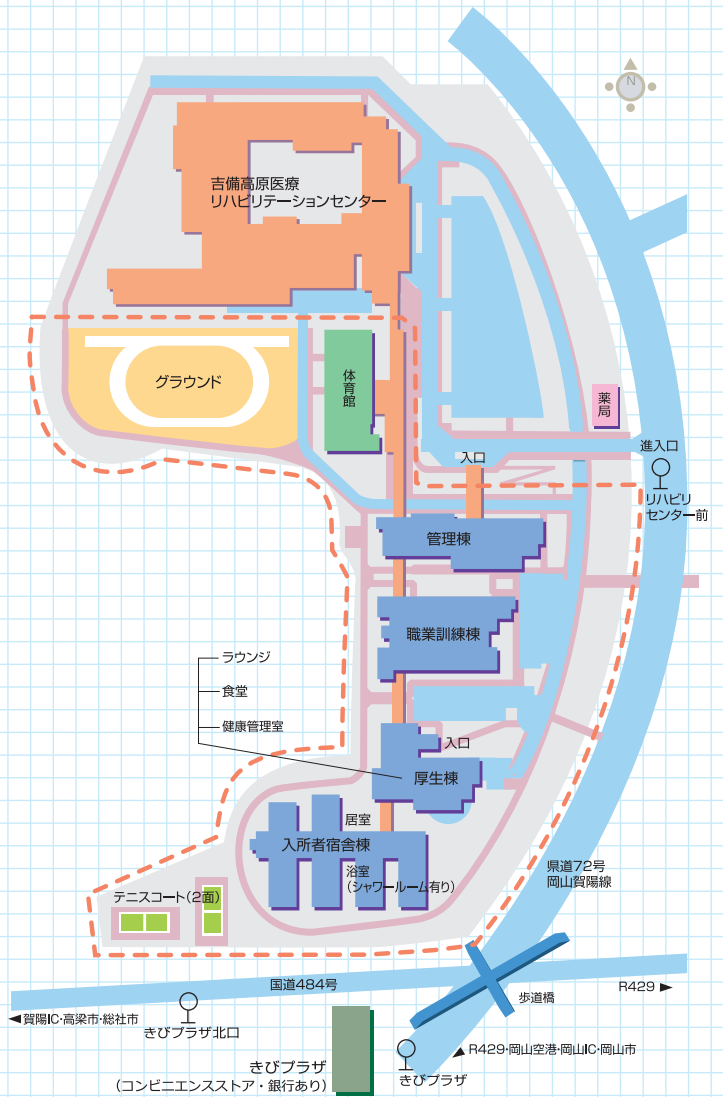 N
吉備高原医療
リハビリテーションセンター
グラウンド
体育館
薬局
入口
進入口
リハビリ
センター前
管理棟
職業訓練棟
ラウンジ
食堂
健康管理室
入口
厚生棟
居室
入所者宿舎棟
浴室
(シャワールーム有り)
県道72号
岡山賀陽線
テニスコート(2面)
国道484号
歩道橋
R429 ►
◄賀陽IC·高梁市·総社市
きびプラザ北口
きびプラザ
(コンビニエンスストア・銀行あり)
きびプラザ
R429·岡山空港·岡山IC·岡山市